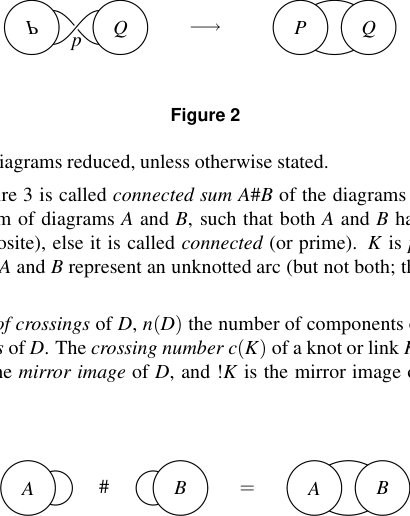 P p Q → P Q
Figure 2
iagrams reduced, unless otherwise stated.
re 3 is called connected sum A#B of the diagrams
m of diagrams A and B, such that both A and B ha
osite), else it is called connected (or prime). K is
A and B represent an unknotted arc (but not both; th
of crossings of D, n(D) the number of components
s of D. The crossing number c(K) of a knot or link
he mirror image of D, and !K is the mirror image o
A # B = A B